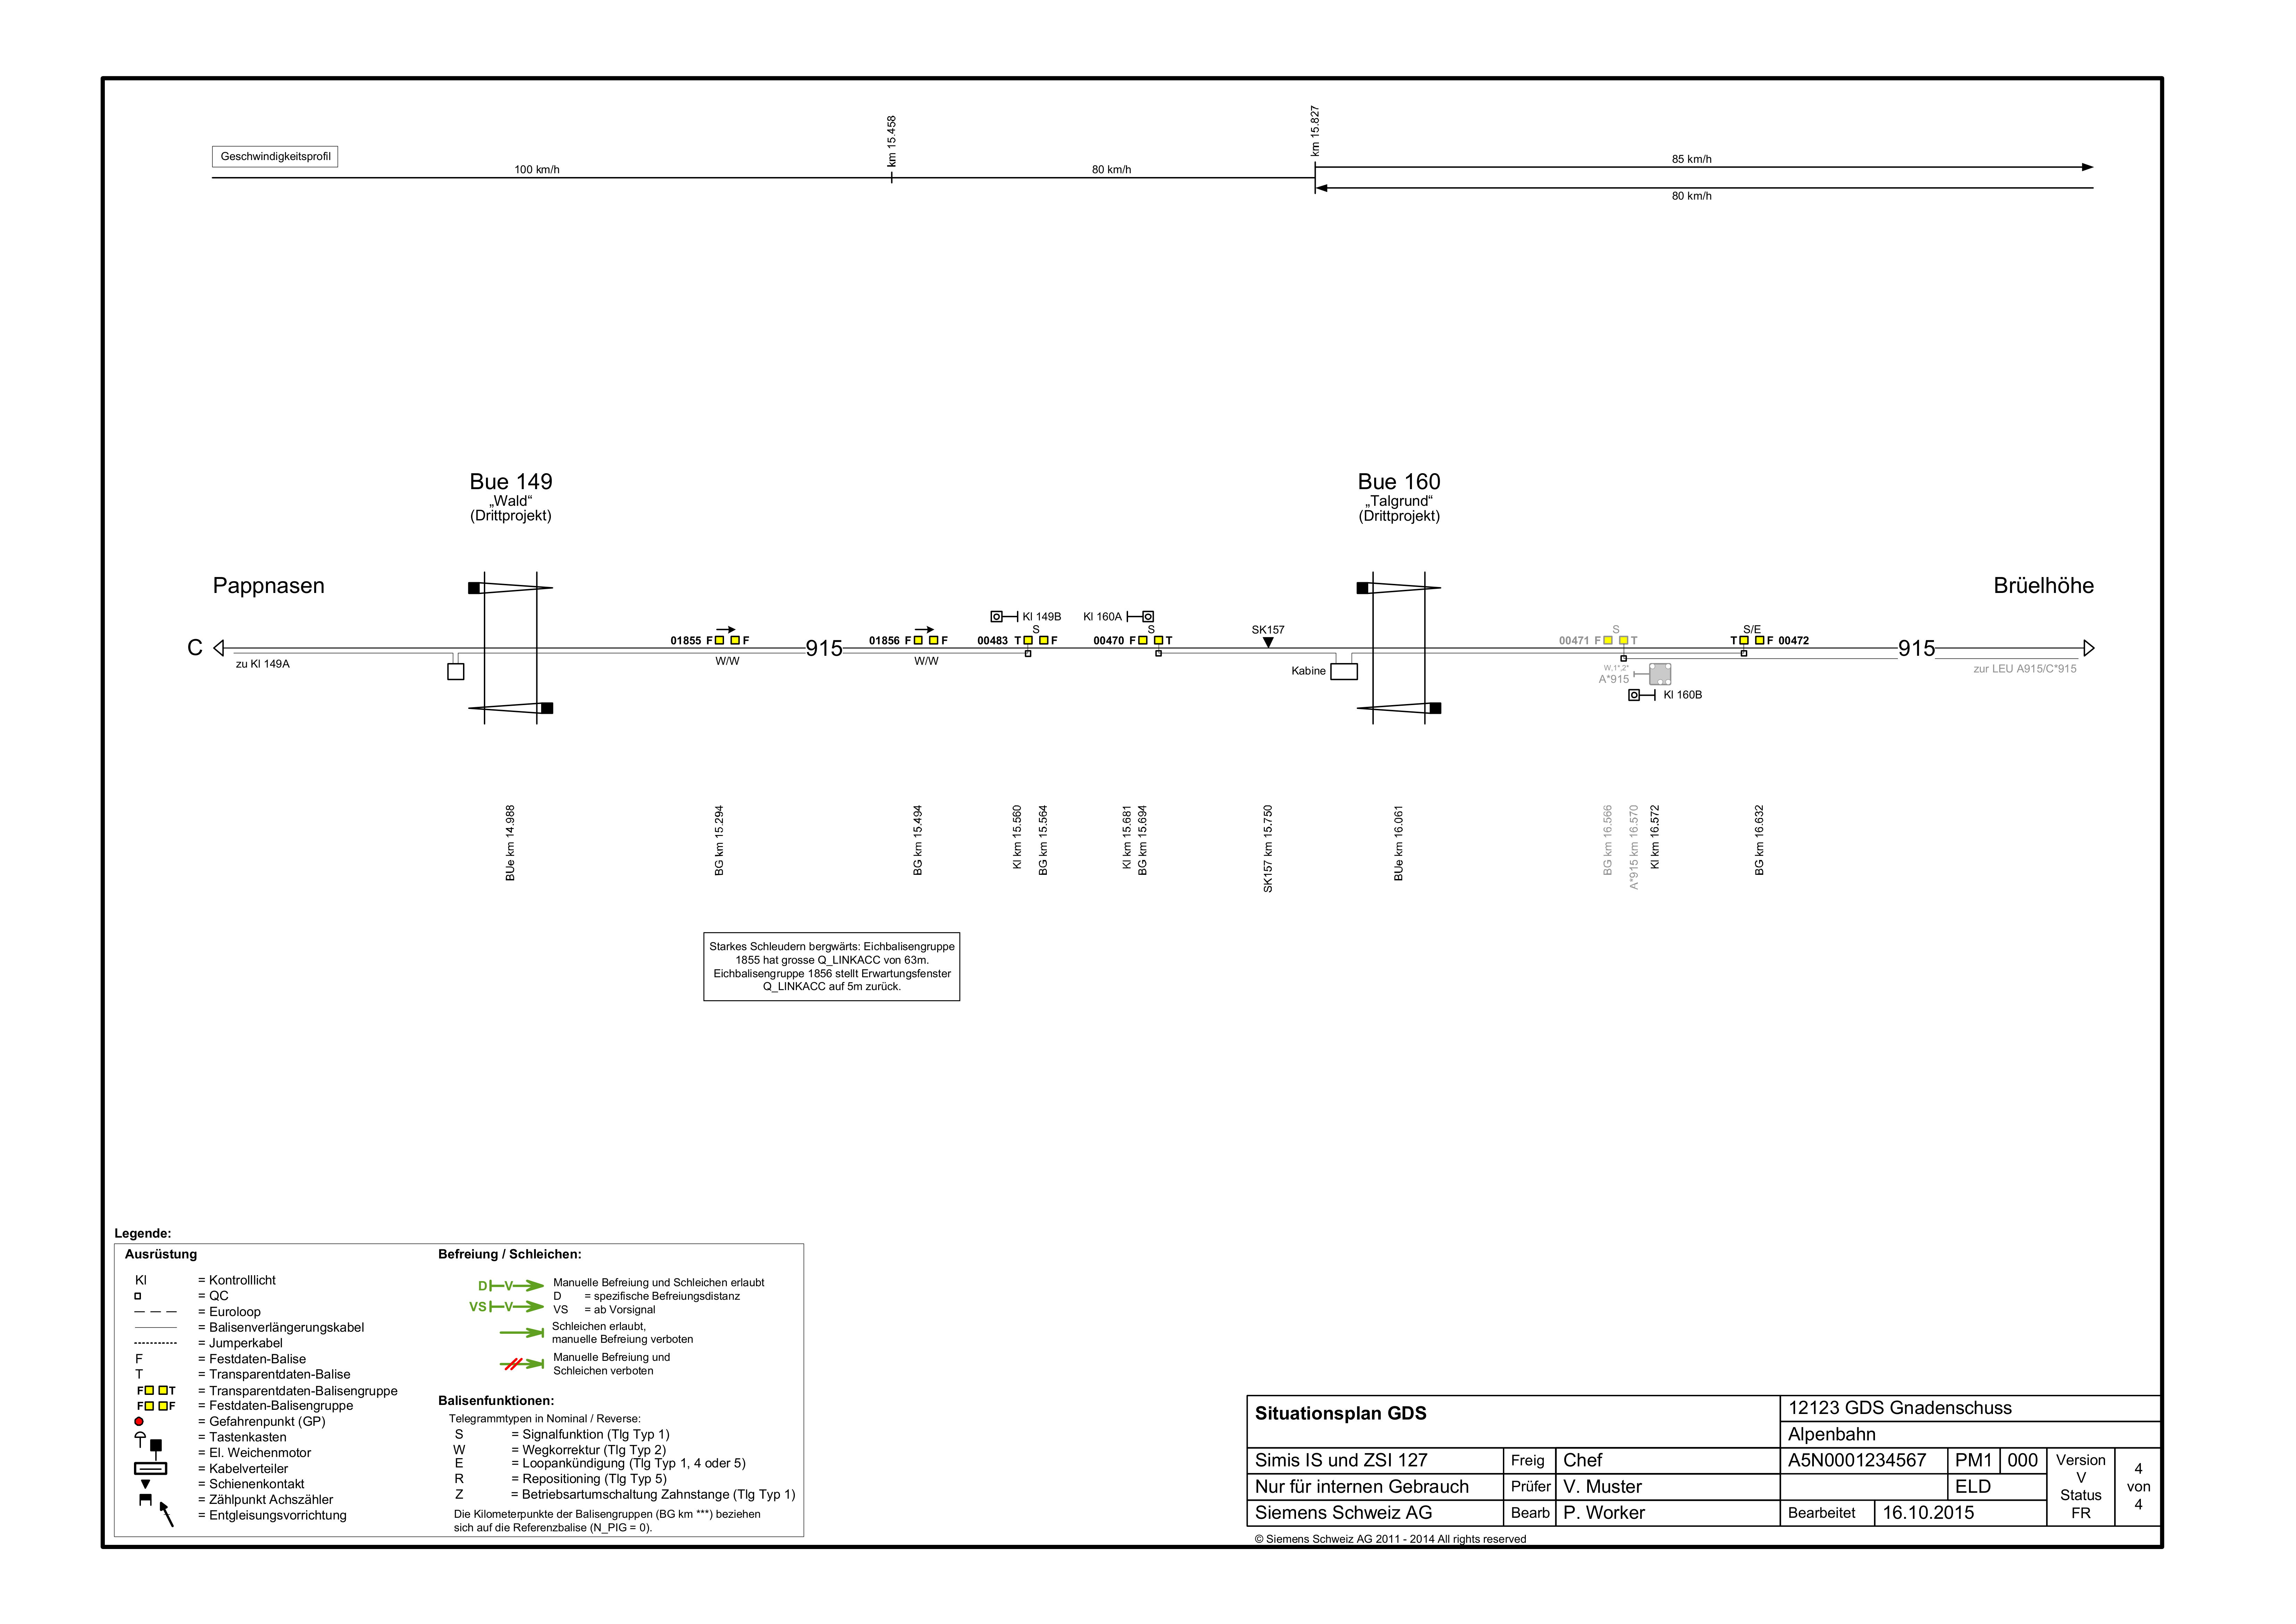 km 15.458
km 15.827
Geschwindigkeitsprofil
100 km/h
80 km/h
85 km/h
80 km/h
Bue 149
„Wald“
(Drittprojekt)
Bue 160
„Talgrund“
(Drittprojekt)
Pappnasen
Brüelhöhe
Kl 149B
Kl 160A
S
S
SK157
S
S/E
01855 F F
01856 F F
00483 T F
00470 F T
00471 F T
T F 00472
C
915
915
zu Kl 149A
W/W
W/W
Kabine
W,1*,2*
A*915
Kl 160B
zur LEU A915/C*915
BUe km 14.988
BG km 15.294
BG km 15.494
Kl km 15.560
BG km 15.564
Kl km 15.681
BG km 15.694
SK157 km 15.750
BUe km 16.061
BG km 16.566
A*915 km 16.570
Kl km 16.572
BG km 16.632
Starkes Schleudern bergwärts: Eichbalisengruppe
1855 hat grosse Q_LINKACC von 63m.
Eichbalisengruppe 1856 stellt Erwartungsfenster
Q_LINKACC auf 5m zurück.
Legende:
Ausrüstung
Kl = Kontrolllicht
= QC
= Euroloop
= Balisenverlängerungskabel
= Jumperkabel
F = Festdaten-Balise
T = Transparentdaten-Balise
F T = Transparentdaten-Balisengruppe
F F = Festdaten-Balisengruppe
= Gefahrenpunkt (GP)
= Tastenkasten
= El. Weichenmotor
= Kabelverteiler
= Schienenkontakt
= Zählpunkt Achszähler
= Entgleisungsvorrichtung
Befreiung / Schleichen:
D V Manuelle Befreiung und Schleichen erlaubt
D = spezifische Befreiungsdistanz
VS V VS = ab Vorsignal
Schleichen erlaubt,
manuelle Befreiung verboten
Manuelle Befreiung und
Schleichen verboten
Balisenfunktionen:
Telegrammtypen in Nominal / Reverse:
S = Signalfunktion (Tlg Typ 1)
W = Wegkorrektur (Tlg Typ 2)
E = Loopankündigung (Tlg Typ 1, 4 oder 5)
R = Repositioning (Tlg Typ 5)
Z = Betriebsartumschaltung Zahnstange (Tlg Typ 1)
Die Kilometerpunkte der Balisengruppen (BG km ***) beziehen
sich auf die Referenzbalise (N_PIG = 0).
Situationsplan GDS
12123 GDS Gnadenschuss
Alpenbahn
Simis IS und ZSI 127 Freig Chef A5N0001234567 PM1 000
Nur für internen Gebrauch Prüfer V. Muster ELD
Siemens Schweiz AG Bearb P. Worker Bearbeitet 16.10.2015
Version
V
Status
FR
4
von
4
© Siemens Schweiz AG 2011 - 2014 All rights reserved